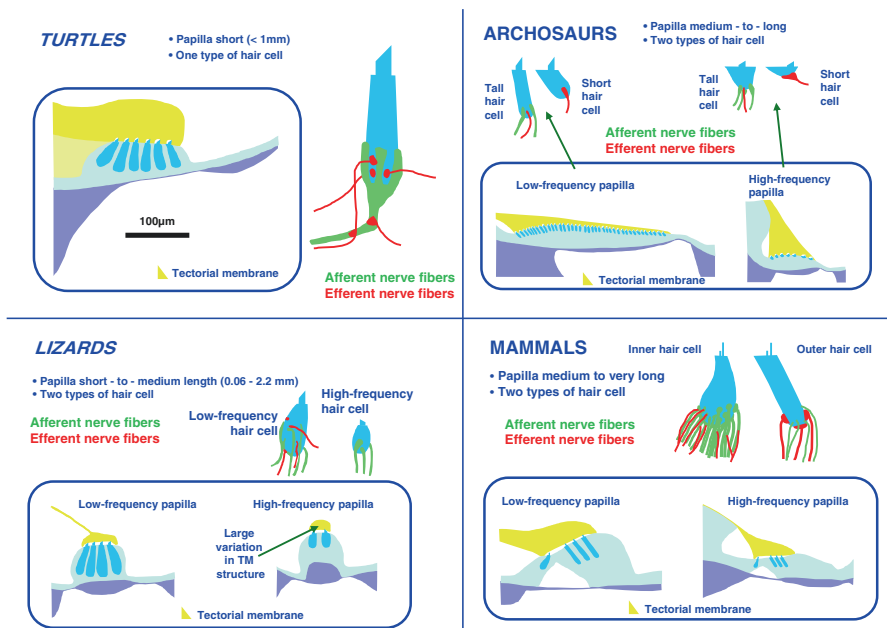 TURTLES
• Papilla short (< 1mm)
• One type of hair cell
100µm
Tectorial membrane
Afferent nerve fibers
Efferent nerve fibers
ARCHOSAURS
• Papilla medium - to - long
• Two types of hair cell
Tall
hair
cell
Short
hair
cell
Tall
hair
cell
Short
hair
cell
Afferent nerve fibers
Efferent nerve fibers
Low-frequency papilla
High-frequency
papilla
Tectorial membrane
LIZARDS
• Papilla short - to - medium length (0.06 - 2.2 mm)
• Two types of hair cell
Afferent nerve fibers
Efferent nerve fibers
Low-frequency
hair cell
High-frequency
hair cell
Low-frequency papilla
High-frequency papilla
Large
variation
in TM
structure
Tectorial membrane
MAMMALS
• Papilla medium to very long
• Two types of hair cell
Inner hair cell
Outer hair cell
Afferent nerve fibers
Efferent nerve fibers
Low-frequency papilla
High-frequency papilla
Tectorial membrane